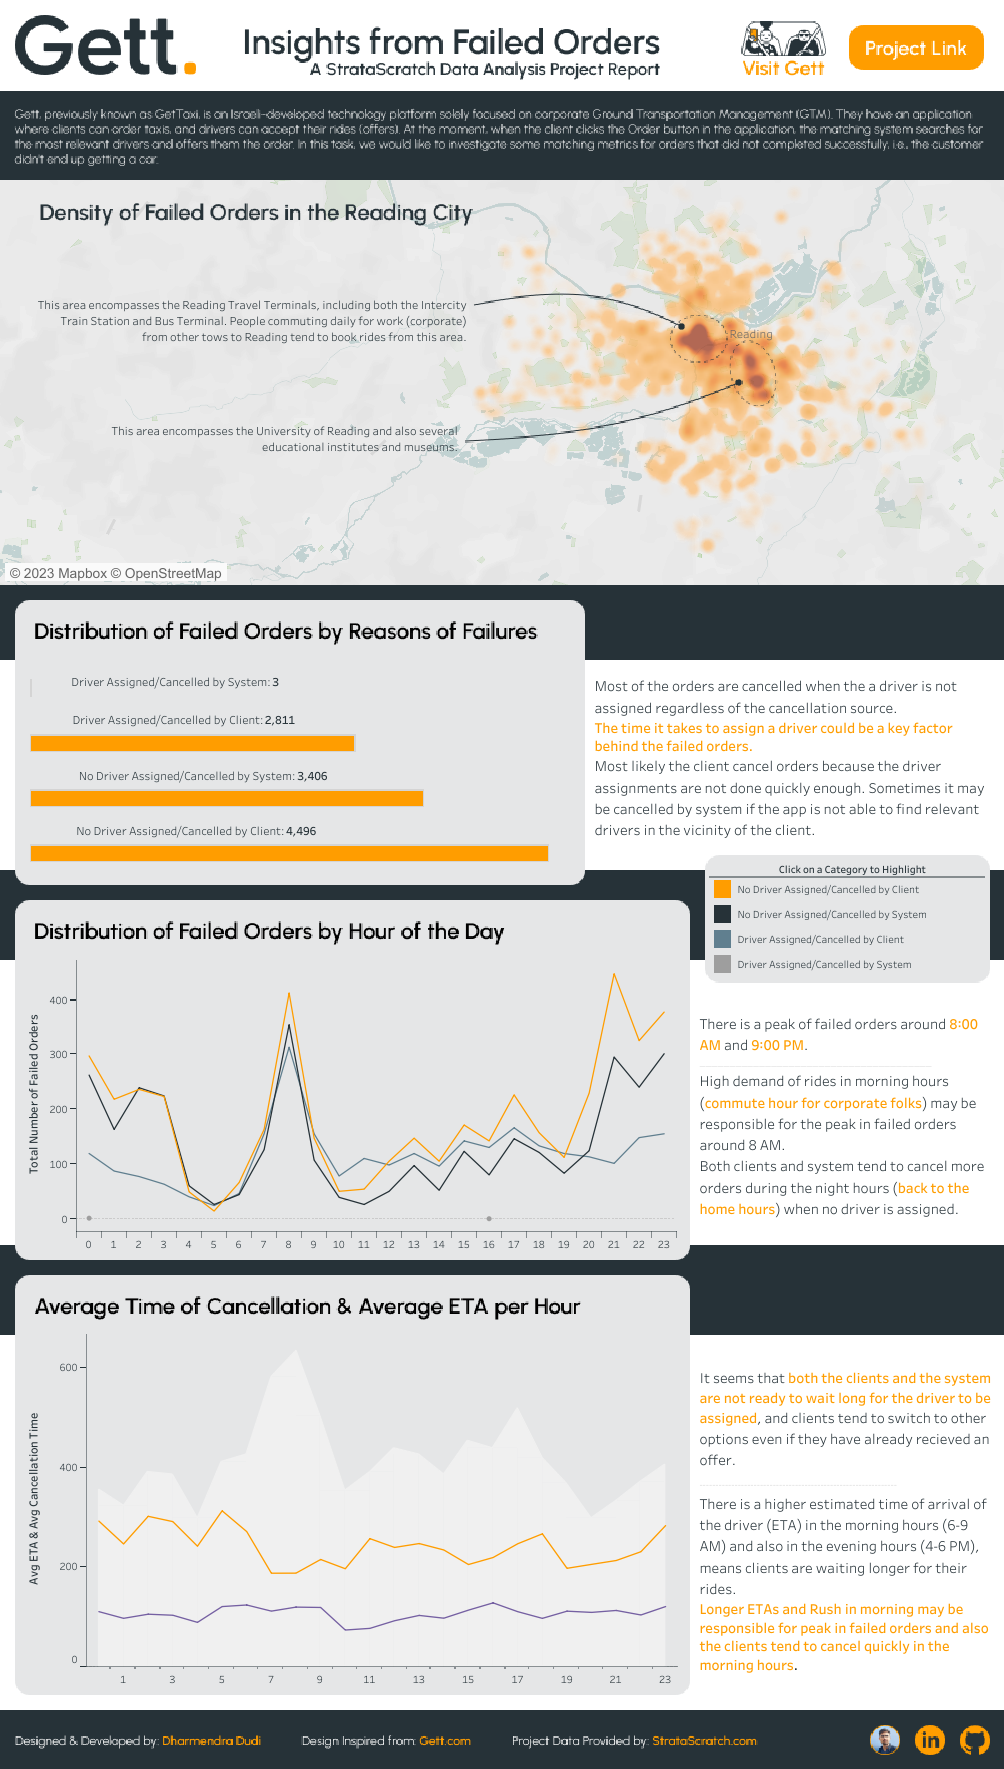 Gett.
Insights from Failed Orders
A StrataScratch Data Analysis Project Report
Visit Gett
Project Link
Gett, previously known as GetTaxi, is an Israeli-developed technology platform solely focused on corporate Ground Transportation Management (GTM). They have an application
where clients can order taxis, and drivers can accept their rides (offers). At the moment, when the client clicks the Order button in the application, the matching system searches for
the most relevant drivers and offers them the order. In this task, we would like to investigate some matching metrics for orders that did not completed successfully, i.e., the customer
didn't end up getting a car.
Density of Failed Orders in the Reading City
This area encompasses the Reading Travel Terminals, including both the Intercity
Train Station and Bus Terminal. People commuting daily for work (corporate)
from other tows to Reading tend to book rides from this area.
Reading
This area encompasses the University of Reading and also several
educational institutes and museums.
© 2023 Mapbox © OpenStreetMap
Distribution of Failed Orders by Reasons of Failures
Driver Assigned/Cancelled by System: 3
Driver Assigned/Cancelled by Client: 2,811
No Driver Assigned/Cancelled by System: 3,406
No Driver Assigned/Cancelled by Client: 4,496
Most of the orders are cancelled when the a driver is not
assigned regardless of the cancellation source.
The time it takes to assign a driver could be a key factor
behind the failed orders.
Most likely the client cancel orders because the driver
assignments are not done quickly enough. Sometimes it may
be cancelled by system if the app is not able to find relevant
drivers in the vicinity of the client.
Click on a Category to Highlight
No Driver Assigned/Cancelled by Client
No Driver Assigned/Cancelled by System
Driver Assigned/Cancelled by Client
Driver Assigned/Cancelled by System
Distribution of Failed Orders by Hour of the Day
Total Number of Failed Orders
400
300
200
100
0
0 1 2 3 4 5 6 7 8 9 10 11 12 13 14 15 16 17 18 19 20 21 22 23
There is a peak of failed orders around 8:00
AM and 9:00 PM.
High demand of rides in morning hours
(commute hour for corporate folks) may be
responsible for the peak in failed orders
around 8 AM.
Both clients and system tend to cancel more
orders during the night hours (back to the
home hours) when no driver is assigned.
Average Time of Cancellation & Average ETA per Hour
Avg ETA & Avg Cancellation Time
600
400
200
0
1 3 5 7 9 11 13 15 17 19 21 23
It seems that both the clients and the system
are not ready to wait long for the driver to be
assigned, and clients tend to switch to other
options even if they have already recieved an
offer.
There is a higher estimated time of arrival of
the driver (ETA) in the morning hours (6-9
AM) and also in the evening hours (4-6 PM),
means clients are waiting longer for their
rides.
Longer ETAs and Rush in morning may be
responsible for peak in failed orders and also
the clients tend to cancel quickly in the
morning hours.
Designed & Developed by: Dharmendra Dudi
Design Inspired from: Gett.com
Project Data Provided by: StrataScratch.com
in